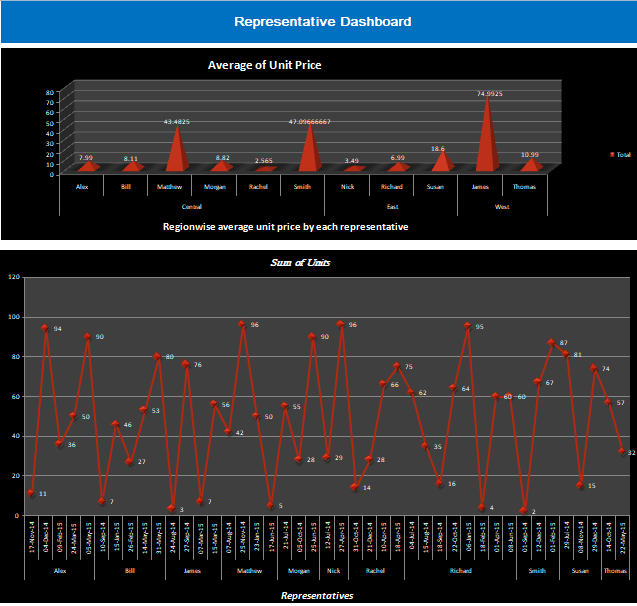 Representative Dashboard
Average of Unit Price
80
70
60
50
40
30
20
10
0
7.99
8.11
43.4825
8.82
2.565
47.09666667
3.49
6.99
18.6
74.9925
10.99
Total
Alex Bill Matthew Morgan Rachel Smith Nick Richard Susan James Thomas
Central East West
Regionwise average unit price by each representative
Sum of Units
120
100
80
60
40
20
0
11
94
36
50
90
7
46
27
53
80
3
76
7
56
42
96
50
5
55
28
90
29
96
14
28
66
75
62
35
16
64
95
4
60
60
2
67
87
81
15
74
57
32
17-Nov-14
04-Dec-14
09-Feb-15
24-Mar-15
05-May-15
10-Sep-14
15-Jan-15
26-Feb-15
14-May-15
31-May-15
24-Aug-14
27-Sep-14
07-Mar-15
15-May-15
07-Aug-14
25-Nov-14
23-Jan-15
17-Jun-15
21-Jul-14
05-Oct-14
25-Jun-15
12-Jul-14
27-Apr-15
31-Oct-14
21-Dec-14
10-Apr-15
18-Apr-14
04-Jul-14
15-Aug-14
18-Sep-14
22-Oct-14
06-Jan-15
18-Feb-15
01-Apr-15
08-Jun-15
01-Sep-14
12-Dec-14
01-Feb-15
29-Jul-14
08-Nov-14
29-Dec-14
14-Oct-14
22-May-15
Alex Bill James Matthew Morgan Nick Rachel Richard Smith Susan Thomas
Representatives